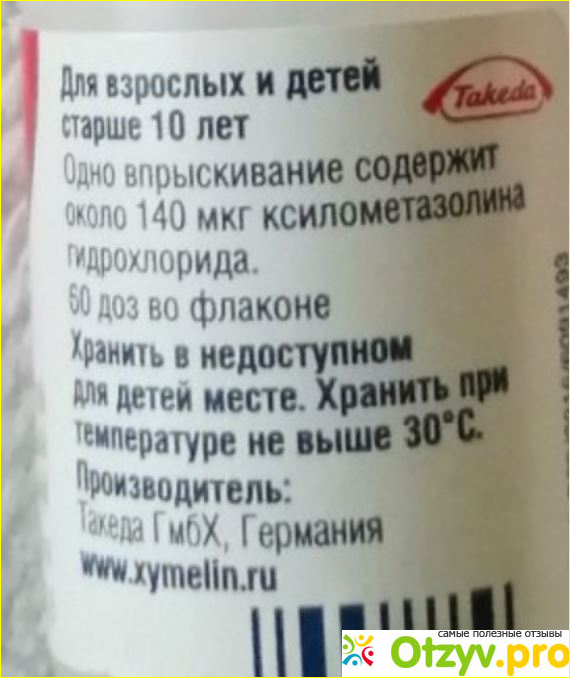 Для взрослых и детей
Takeda
старше 10 лет
Одно впрыскивание содержит
около 140 мкг ксилометазолина
гидрохлорида.
60 доз во флаконе
Хранить в недоступном
для детей месте. Хранить при
температуре не выше 30°С.
Производитель:
Такеда ГмбХ, Германия
www.xymelin.ru
самые полезные отзывы
Otzyv.pro